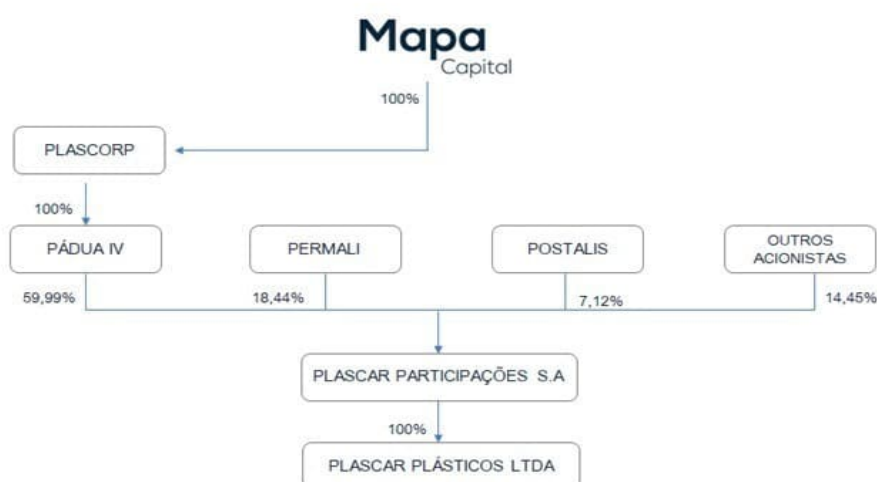 Mapa
Capital
100%
PLASCORP
100%
PÁDUA IV
PERMALI
POSTALIS
OUTROS
ACIONISTAS
59,99%
18,44%
7,12%
14,45%
PLASCAR PARTICIPAÇÕES S.A
100%
PLASCAR PLÁSTICOS LTDA